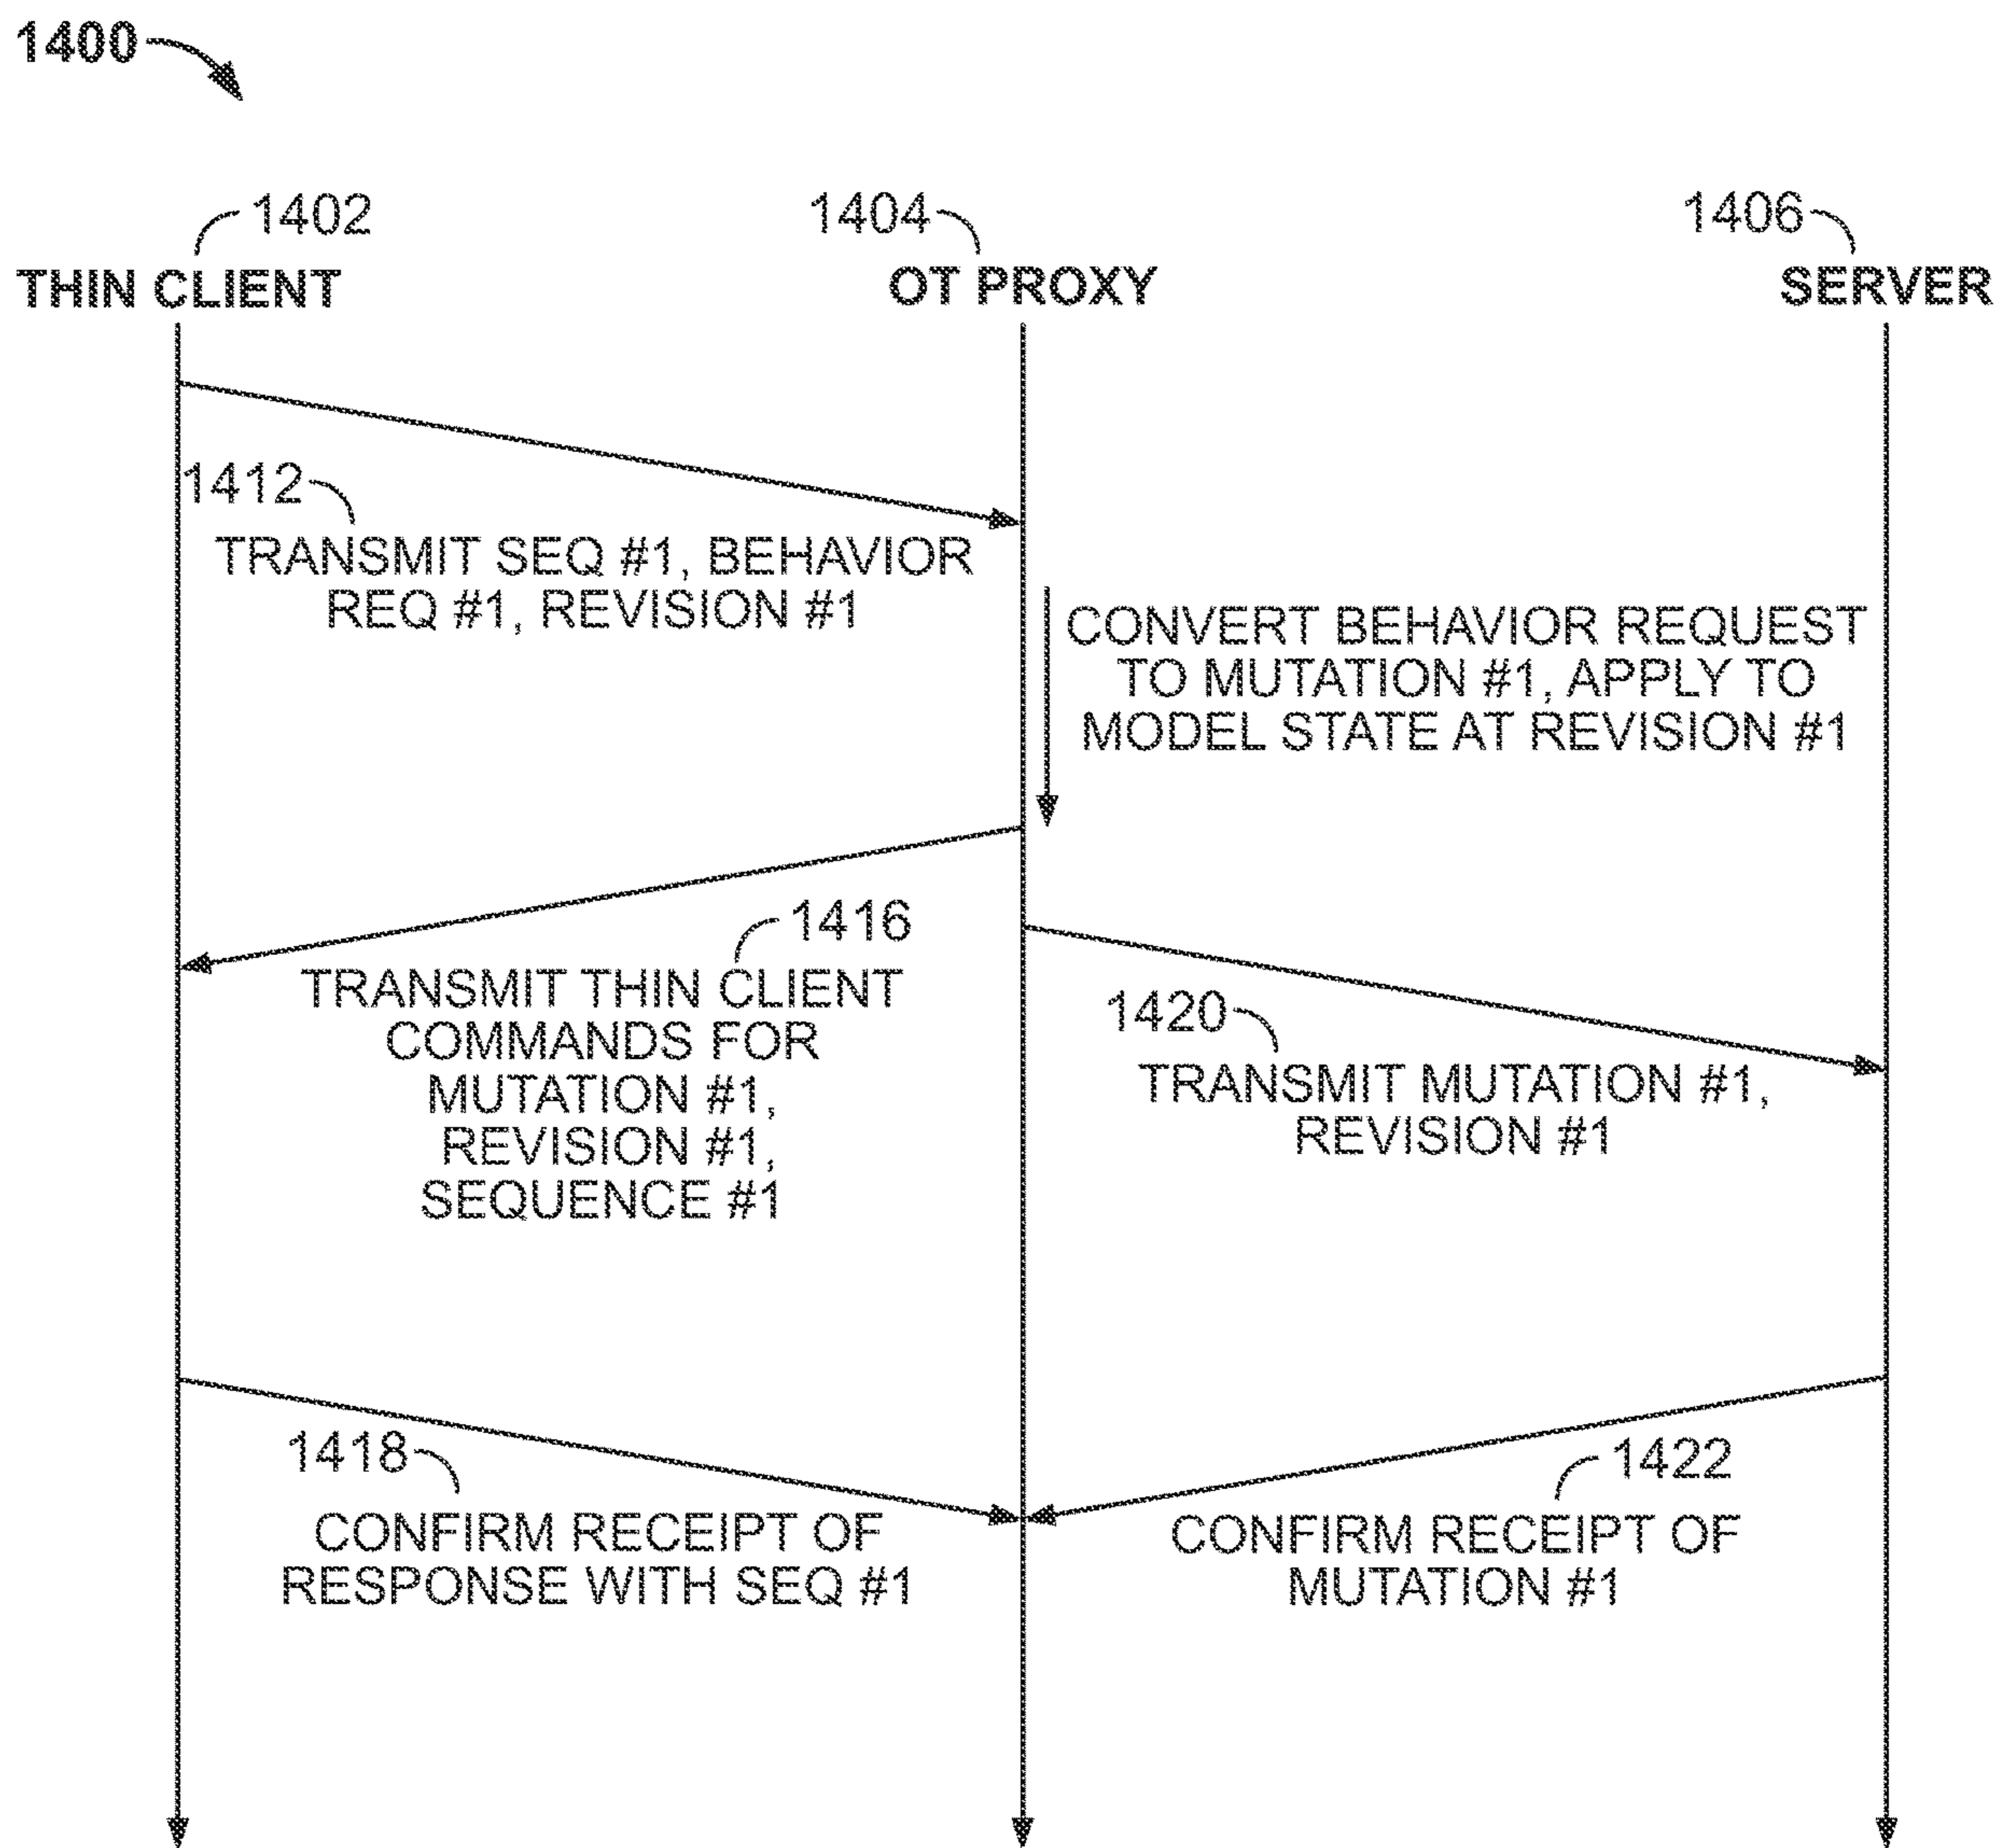 1400
1402
1404
1406
THIN CLIENT
OT PROXY
SERVER
1412
TRANSMIT SEQ #1, BEHAVIOR
REQ #1, REVISION #1
CONVERT BEHAVIOR REQUEST
TO MUTATION #1, APPLY TO
MODEL STATE AT REVISION #1
1416
TRANSMIT THIN CLIENT
COMMANDS FOR
MUTATION #1,
REVISION #1,
SEQUENCE #1
1420
TRANSMIT MUTATION #1,
REVISION #1
1418
CONFIRM RECEIPT OF
RESPONSE WITH SEQ #1
1422
CONFIRM RECEIPT OF
MUTATION #1